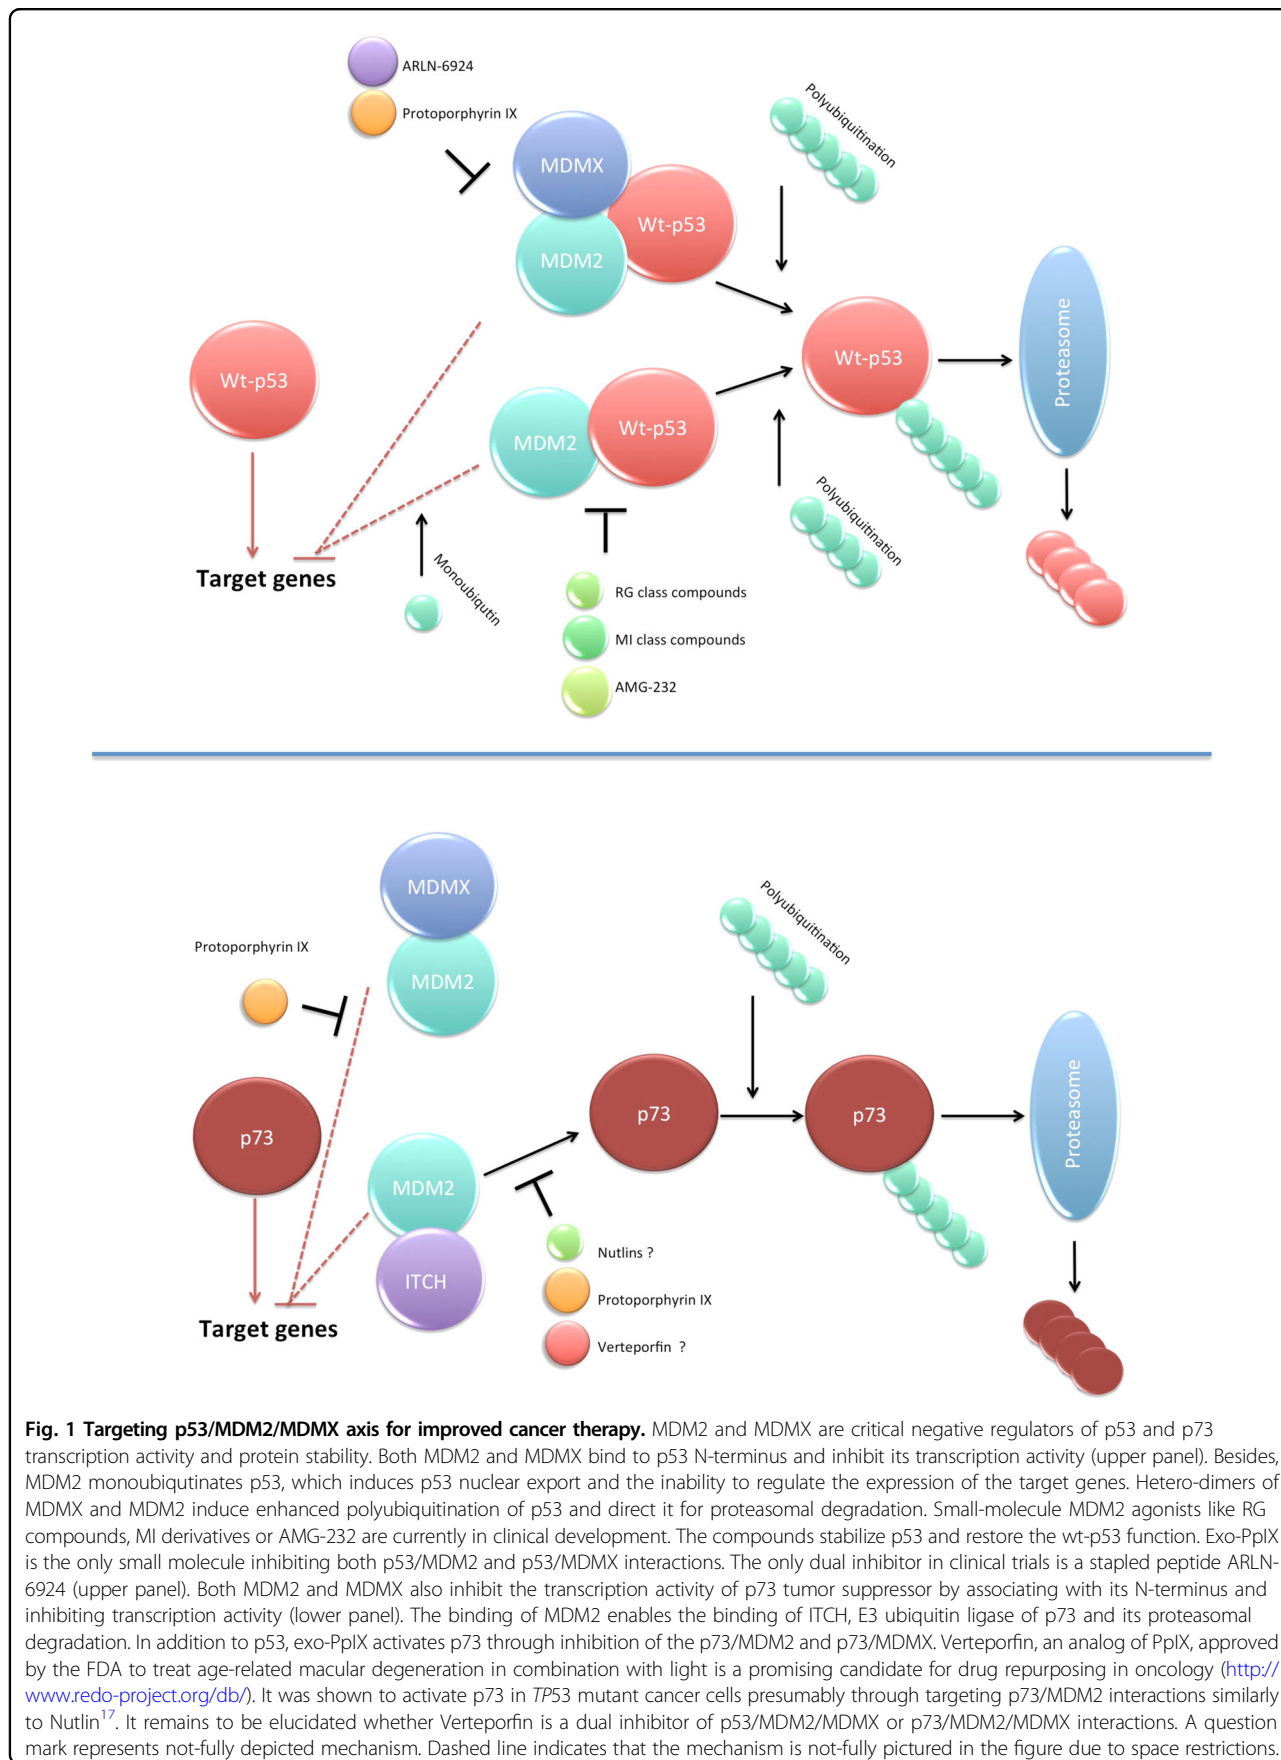 ARLN-6924
Protoporphyrin IX
MDMX
MDM2
Wt-p53
Polyubiquitination
Wt-p53
Wt-p53
Proteasome
MDM2
Wt-p53
Target genes
Monoubiqutin
Polyubiquitination
RG class compounds
MI class compounds
AMG-232
MDMX
MDM2
Protoporphyrin IX
Polyubiquitination
p73
p73
p73
Proteasome
MDM2
ITCH
Target genes
Nutlins ?
Protoporphyrin IX
Verteporfin ?
Fig. 1 Targeting p53/MDM2/MDMX axis for improved cancer therapy. MDM2 and MDMX are critical negative regulators of p53 and p73
transcription activity and protein stability. Both MDM2 and MDMX bind to p53 N-terminus and inhibit its transcription activity (upper panel). Besides,
MDM2 monoubiqutinates p53, which induces p53 nuclear export and the inability to regulate the expression of the target genes. Hetero-dimers of
MDMX and MDM2 induce enhanced polyubiquitination of p53 and direct it for proteasomal degradation. Small-molecule MDM2 agonists like RG
compounds, MI derivatives or AMG-232 are currently in clinical development. The compounds stabilize p53 and restore the wt-p53 function. Exo-PpIX
is the only small molecule inhibiting both p53/MDM2 and p53/MDMX interactions. The only dual inhibitor in clinical trials is a stapled peptide ARLN-
6924 (upper panel). Both MDM2 and MDMX also inhibit the transcription activity of p73 tumor suppressor by associating with its N-terminus and
inhibiting transcription activity (lower panel). The binding of MDM2 enables the binding of ITCH, E3 ubiquitin ligase of p73 and its proteasomal
degradation. In addition to p53, exo-PpIX activates p73 through inhibition of the p73/MDM2 and p73/MDMX. Verteporfin, an analog of PpIX, approved
by the FDA to treat age-related macular degeneration in combination with light is a promising candidate for drug repurposing in oncology (http://
www.redo-project.org/db/). It was shown to activate p73 in TP53 mutant cancer cells presumably through targeting p73/MDM2 interactions similarly
to Nutlin17. It remains to be elucidated whether Verteporfin is a dual inhibitor of p53/MDM2/MDMX or p73/MDM2/MDMX interactions. A question
mark represents not-fully depicted mechanism. Dashed line indicates that the mechanism is not-fully pictured in the figure due to space restrictions.